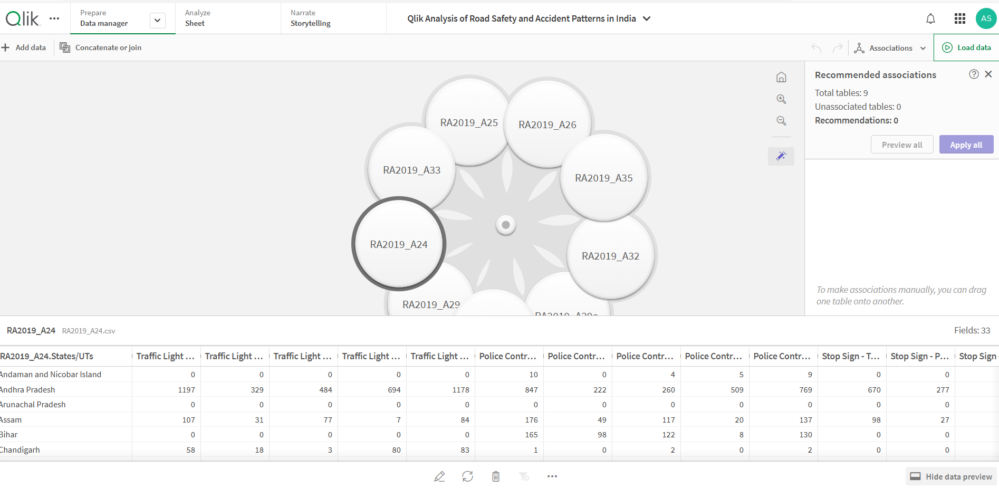 Qlik
Prepare
Data manager
Analyze
Sheet
Narrate
Storytelling
Qlik Analysis of Road Safety and Accident Patterns in India
AS
Add data
Concatenate or join
Associations
Load data
RA2019_A25
RA2019_A26
RA2019_A33
RA2019_A35
RA2019_A24
RA2019_A32
RA2019_A29
Recommended associations
Total tables: 9
Unassociated tables: 0
Recommendations: 0
Preview all
Apply all
To make associations manually, you can drag
one table onto another.
RA2019_A24 RA2019_A24.csv
Fields: 33
RA2019_A24.States/UTs Traffic Light ... Traffic Light ... Traffic Light ... Traffic Light ... Traffic Light ... Police Contr... Police Contr... Police Contr... Police Contr... Police Contr... Stop Sign - T... Stop Sign - P... Stop Sign -
Andaman and Nicobar Island 0 0 0 0 0 10 0 4 5 9 0 0
Andhra Pradesh 1197 329 484 694 1178 847 222 260 509 769 670 277
Arunachal Pradesh 0 0 0 0 0 0 0 0 0 0 0 0
Assam 107 31 77 7 84 176 49 117 20 137 98 27
Bihar 0 0 0 0 0 165 98 122 8 130 0 0
Chandigarh 58 18 3 80 83 1 0 2 0 2 0 0
Hide data preview